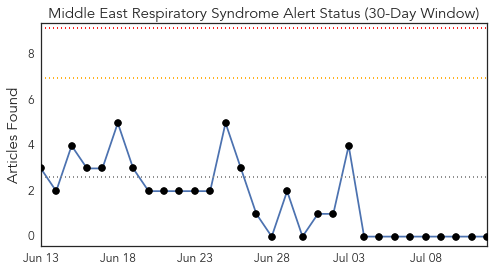 Middle East Respiratory Syndrome Alert Status (30-Day Window)
Articles Found
8
6
4
2
0
Jun 13 Jun 18 Jun 23 Jun 28 Jul 03 Jul 08